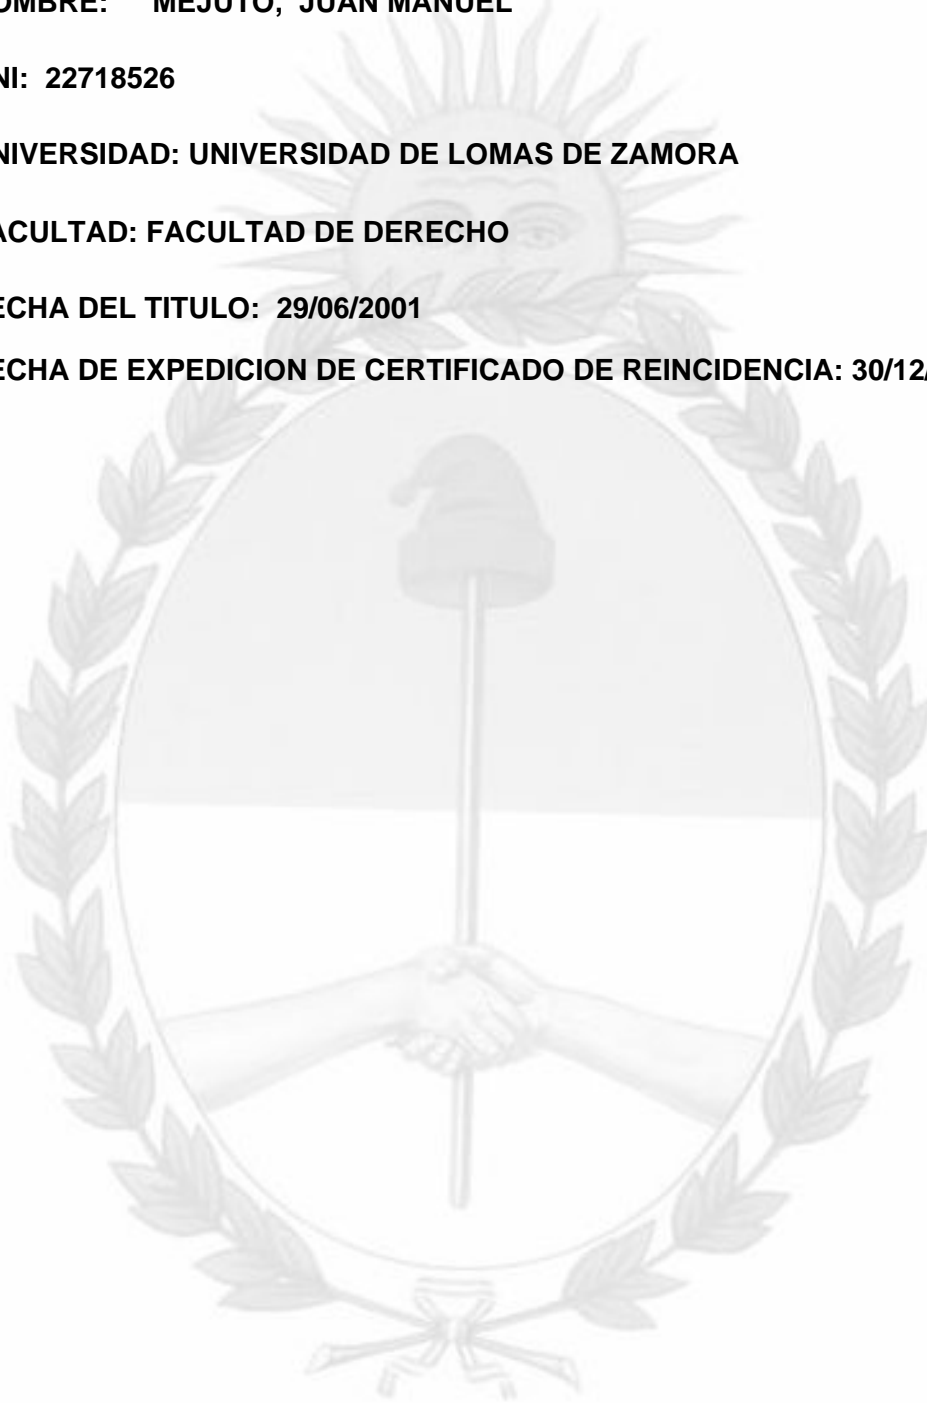 OMBRE: MEJUTO, JUAN MANUEL
NI: 22718526
NIVERSIDAD: UNIVERSIDAD DE LOMAS DE ZAMORA
ACULTAD: FACULTAD DE DERECHO
ECHA DEL TITULO: 29/06/2001
ECHA DE EXPEDICION DE CERTIFICADO DE REINCIDENCIA: 30/12/